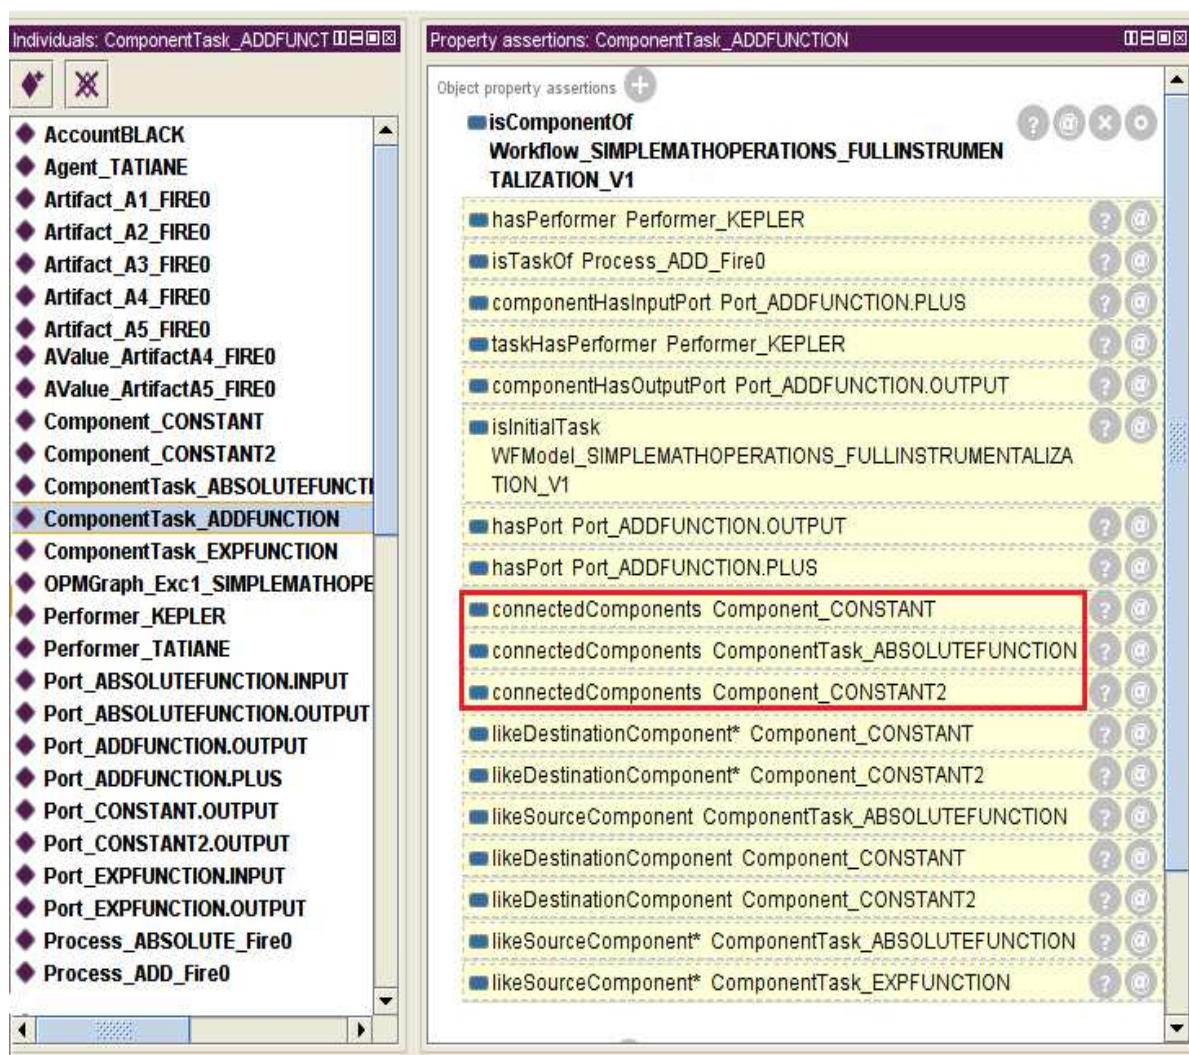 Individuals: ComponentTask_ADDFUNCT
AccountBLACK
Agent_TATIANE
Artifact_A1_FIRE0
Artifact_A2_FIRE0
Artifact_A3_FIRE0
Artifact_A4_FIRE0
Artifact_A5_FIRE0
AValue_ArtifactA4_FIRE0
AValue_ArtifactA5_FIRE0
Component_CONSTANT
Component_CONSTANT2
ComponentTask_ABSOLUTEFUNCTI
ComponentTask_ADDFUNCTION
ComponentTask_EXPFUNCTION
OPMGraph_Exc1_SIMPLEMATHOPE
Performer_KEPLER
Performer_TATIANE
Port_ABSOLUTEFUNCTION.INPUT
Port_ABSOLUTEFUNCTION.OUTPUT
Port_ADDFUNCTION.OUTPUT
Port_ADDFUNCTION.PLUS
Port_CONSTANT.OUTPUT
Port_CONSTANT2.OUTPUT
Port_EXPFUNCTION.INPUT
Port_EXPFUNCTION.OUTPUT
Process_ABSOLUTE_Fire0
Process_ADD_Fire0
Property assertions: ComponentTask_ADDFUNCTION
Object property assertions
isComponentOf
Workflow_SIMPLEMATHOPERATIONS_FULLINSTRUMEN
TALIZATION_V1
hasPerformer Performer_KEPLER
isTaskOf Process_ADD_Fire0
componentHasInputPort Port_ADDFUNCTION.PLUS
taskHasPerformer Performer_KEPLER
componentHasOutputPort Port_ADDFUNCTION.OUTPUT
isInitialTask
WFModel_SIMPLEMATHOPERATIONS_FULLINSTRUMENTALIZA
TION_V1
hasPort Port_ADDFUNCTION.OUTPUT
hasPort Port_ADDFUNCTION.PLUS
connectedComponents Component_CONSTANT
connectedComponents ComponentTask_ABSOLUTEFUNCTION
connectedComponents Component_CONSTANT2
likeDestinationComponent* Component_CONSTANT
likeDestinationComponent* Component_CONSTANT2
likeSourceComponent ComponentTask_ABSOLUTEFUNCTION
likeDestinationComponent Component_CONSTANT
likeDestinationComponent Component_CONSTANT2
likeSourceComponent* ComponentTask_ABSOLUTEFUNCTION
likeSourceComponent* ComponentTask_EXPFUNCTION